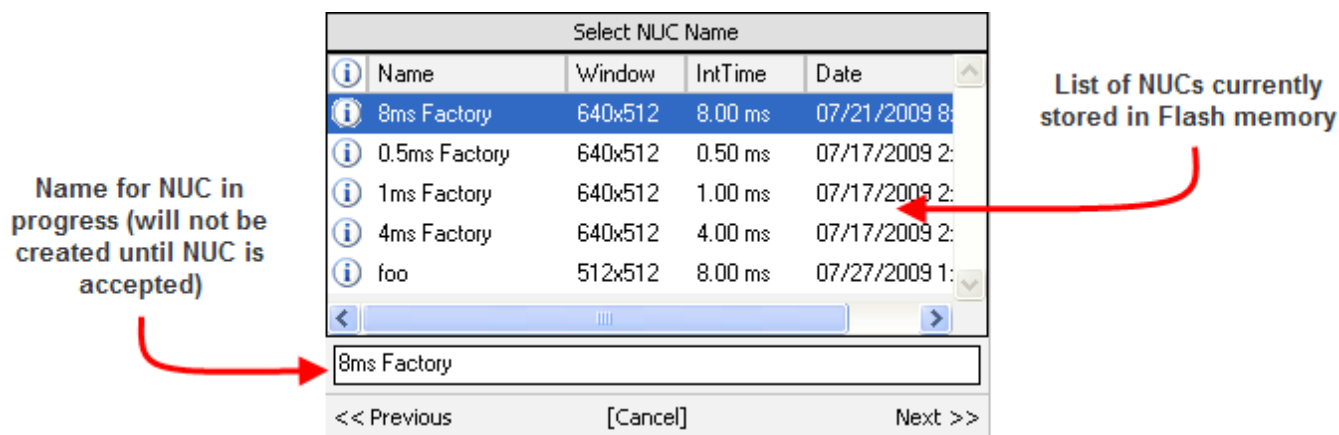 Select NUC Name
Name Window IntTime Date
8ms Factory 640x512 8.00 ms 07/21/2009 8:
0.5ms Factory 640x512 0.50 ms 07/17/2009 2:
1ms Factory 640x512 1.00 ms 07/17/2009 2:
4ms Factory 640x512 4.00 ms 07/17/2009 2:
foo 512x512 8.00 ms 07/27/2009 1:
8ms Factory
<< Previous [Cancel] Next >>
List of NUCs currently
stored in Flash memory
Name for NUC in
progress (will not be
created until NUC is
accepted)